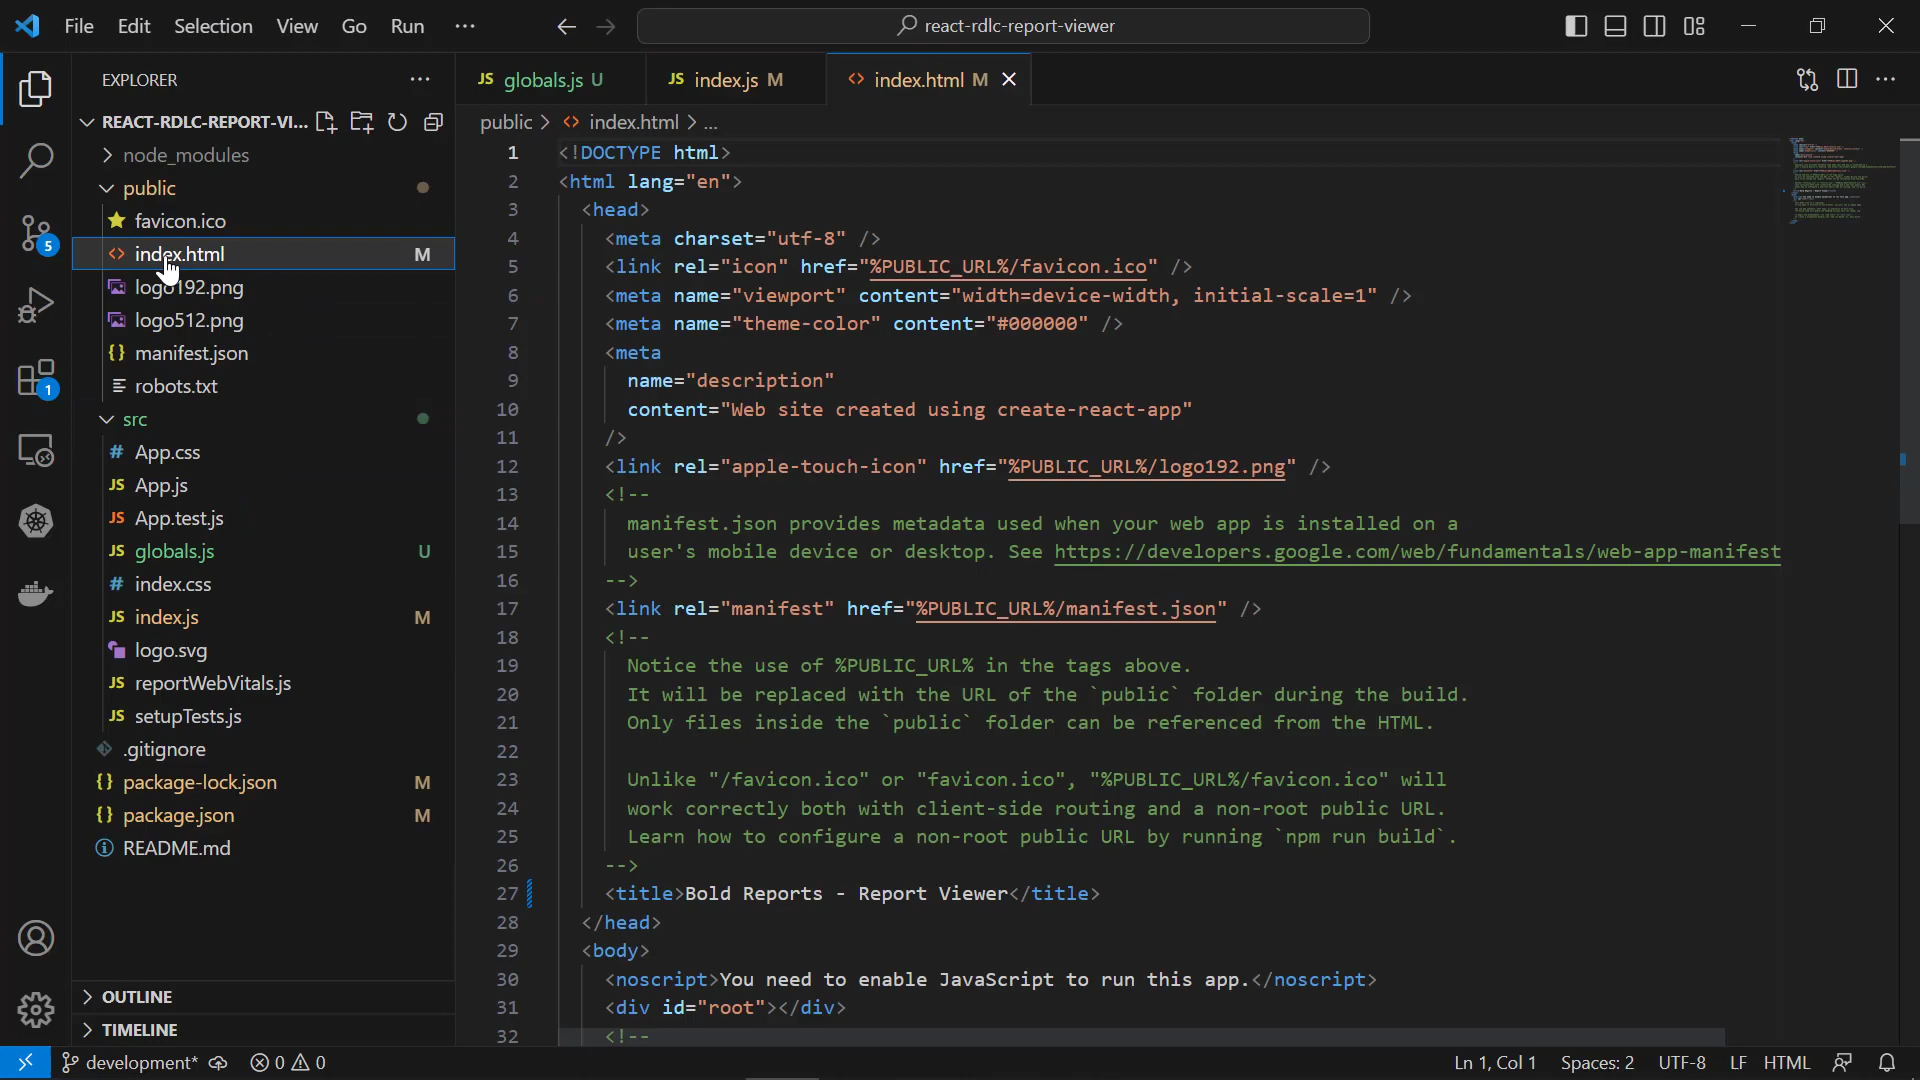 File Edit Selection View Go Run ...
react-rdlc-report-viewer
EXPLORER
REACT-RDLC-REPORT-VI...
node_modules
public
favicon.ico
index.html M
logo192.png
logo512.png
manifest.json
robots.txt
src
App.css
App.js
App.test.js
globals.js U
index.css
index.js M
logo.svg
reportWebVitals.js
setupTests.js
.gitignore
package-lock.json M
package.json M
README.md
OUTLINE
TIMELINE
5
1
JS globals.js U
JS index.js M
<> index.html M
public > <> index.html > ...
1 <!DOCTYPE html>
2 <html lang="en">
3 <head>
4 <meta charset="utf-8" />
5 <link rel="icon" href="%PUBLIC_URL%/favicon.ico" />
6 <meta name="viewport" content="width=device-width, initial-scale=1" />
7 <meta name="theme-color" content="#000000" />
8 <meta
9 name="description"
10 content="Web site created using create-react-app"
11 />
12 <link rel="apple-touch-icon" href="%PUBLIC_URL%/logo192.png" />
13 <!--
14 manifest.json provides metadata used when your web app is installed on a
15 user's mobile device or desktop. See https://developers.google.com/web/fundamentals/web-app-manifest
16 -->
17 <link rel="manifest" href="%PUBLIC_URL%/manifest.json" />
18 <!--
19 Notice the use of %PUBLIC_URL% in the tags above.
20 It will be replaced with the URL of the `public` folder during the build.
21 Only files inside the `public` folder can be referenced from the HTML.
22
23 Unlike "/favicon.ico" or "favicon.ico", "%PUBLIC_URL%/favicon.ico" will
24 work correctly both with client-side routing and a non-root public URL.
25 Learn how to configure a non-root public URL by running `npm run build`.
26 -->
27 <title>Bold Reports - Report Viewer</title>
28 </head>
29 <body>
30 <noscript>You need to enable JavaScript to run this app.</noscript>
31 <div id="root"></div>
32 <!--
development* 0 0 Ln 1, Col 1 Spaces: 2 UTF-8 LF HTML